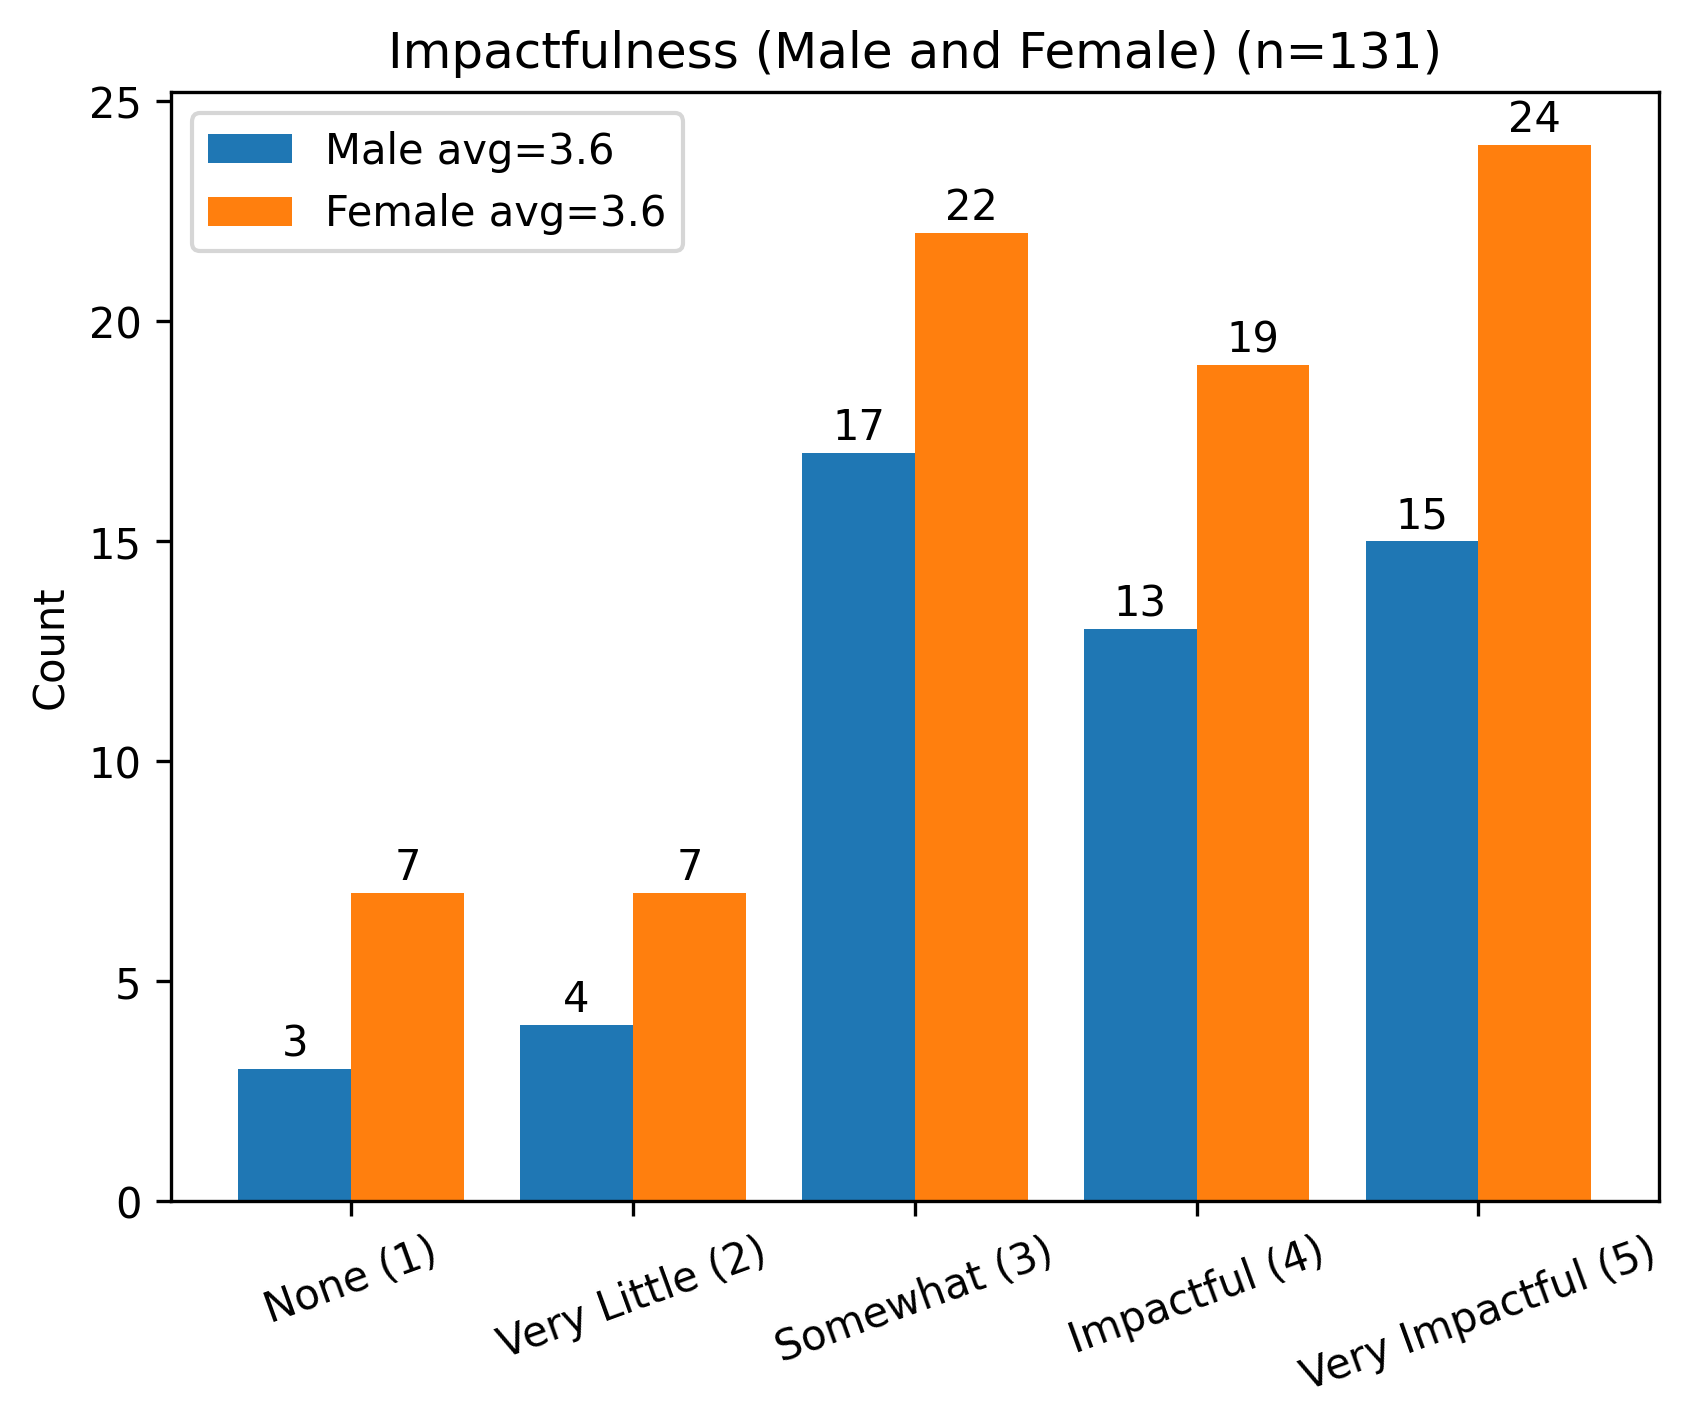 Impactfulness (Male and Female) (n=131)
Male avg=3.6
Female avg=3.6
Count
25
20
15
10
5
0
3
7
4
7
17
22
13
19
15
24
None (1)
Very Little (2)
Somewhat (3)
Impactful (4)
Very Impactful (5)